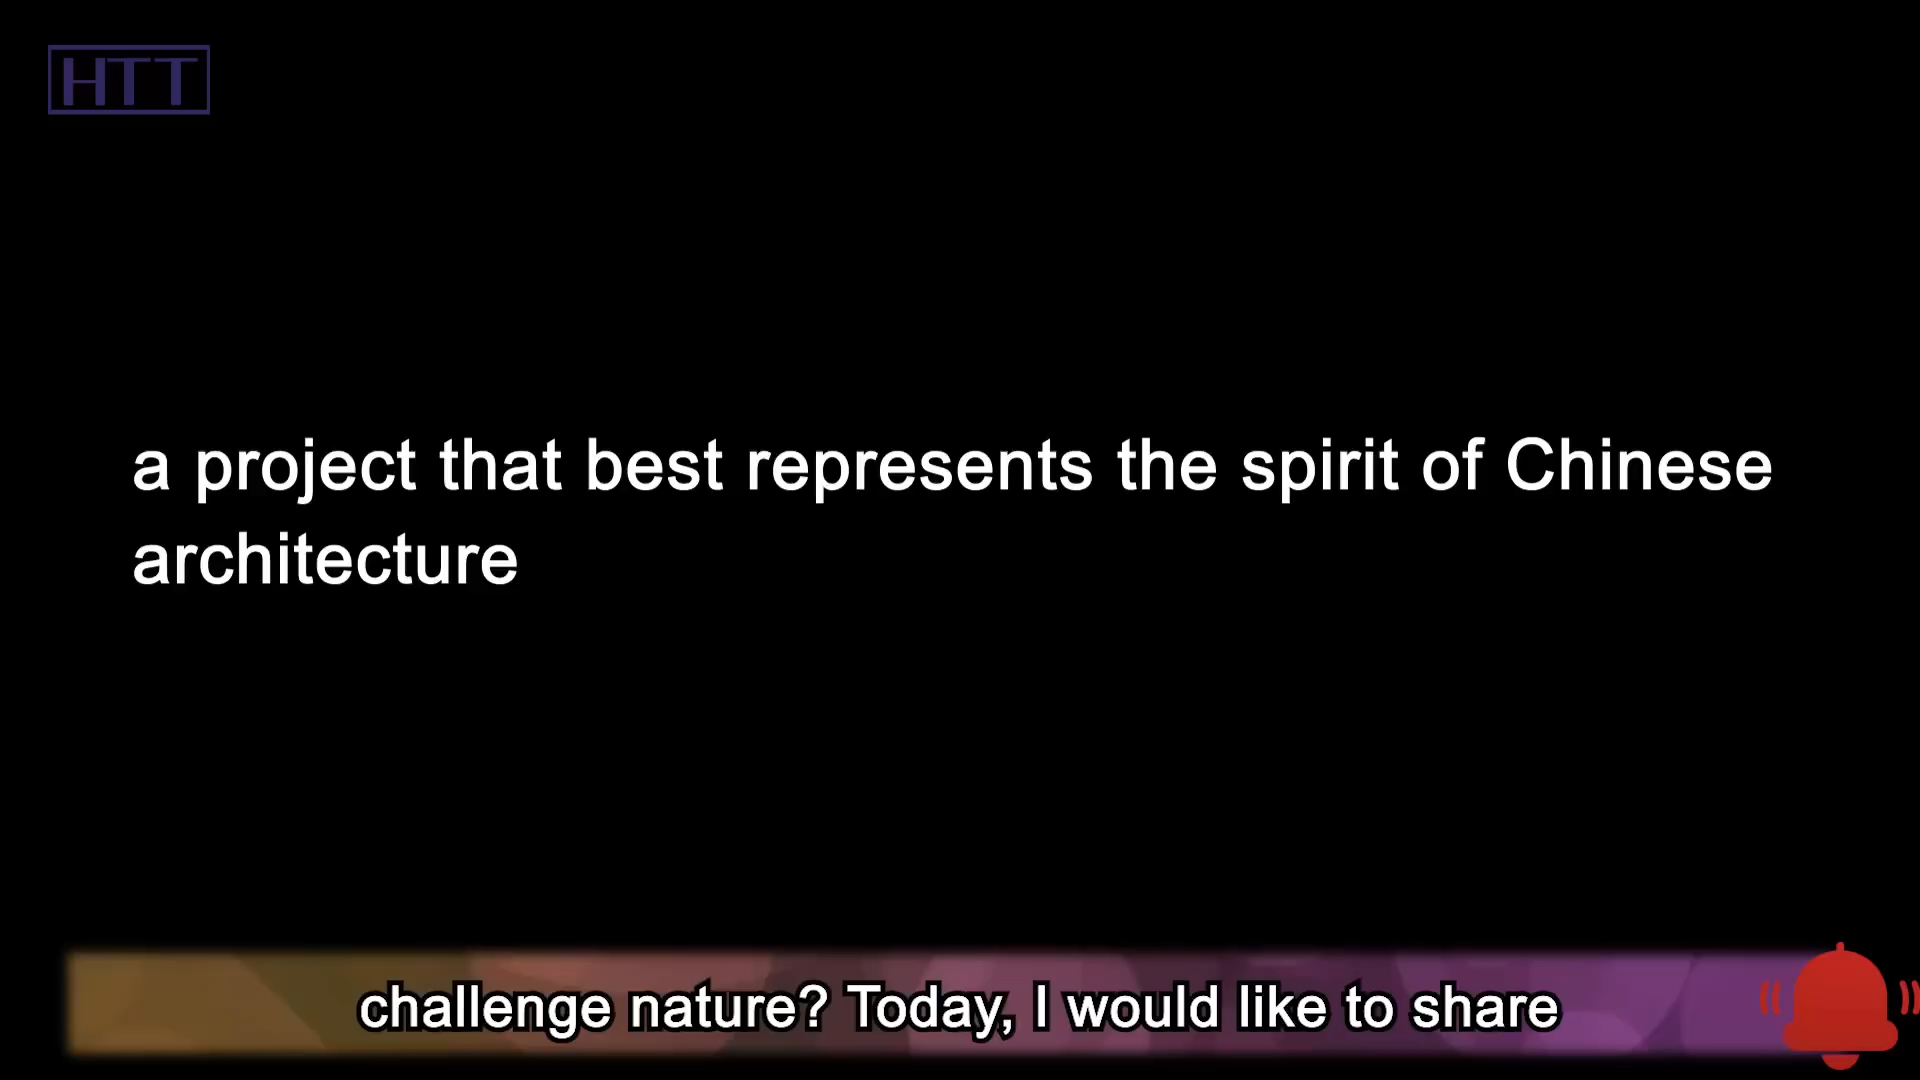 HTT
a project that best represents the spirit of Chinese
architecture
challenge nature? Today, I would like to share